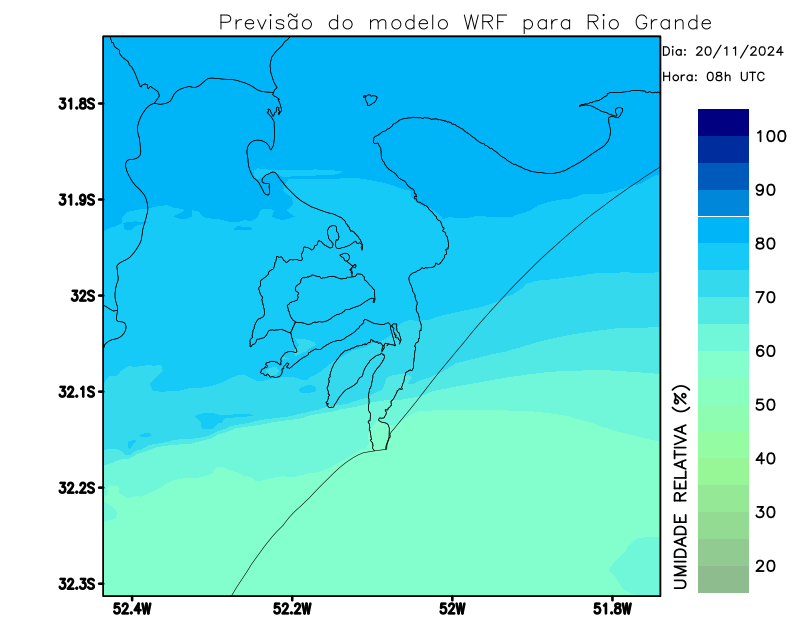 Previsão do modelo WRF para Rio Grande
Dia: 20/11/2024
Hora: 08h UTC
31.8S
31.9S
32S
32.1S
32.2S
32.3S
52.4W
52.2W
52W
51.8W
UMIDADE RELATIVA (%)
100
90
80
70
60
50
40
30
20